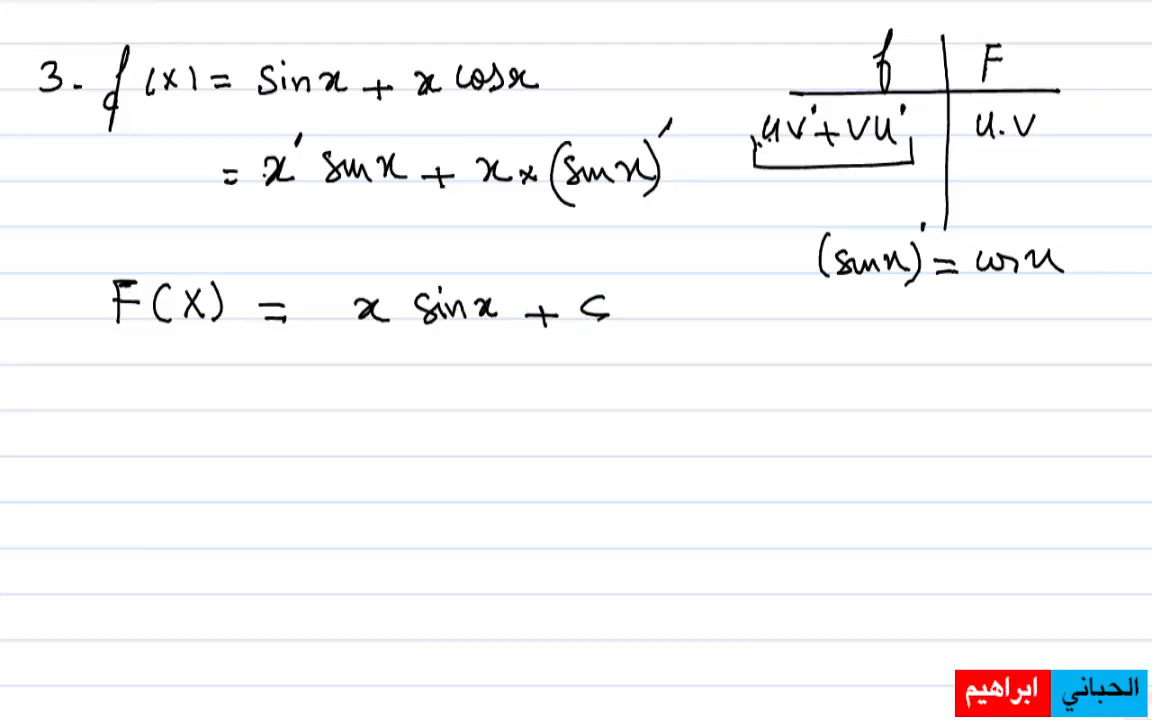 3. f(x) = sin x + x cos x
= x' sin x + x × (sin x)'
F(x) = x sin x + c
f | F
uv' + vu' | u.v
(sin x)' = cos x
ابراهيم الحباني